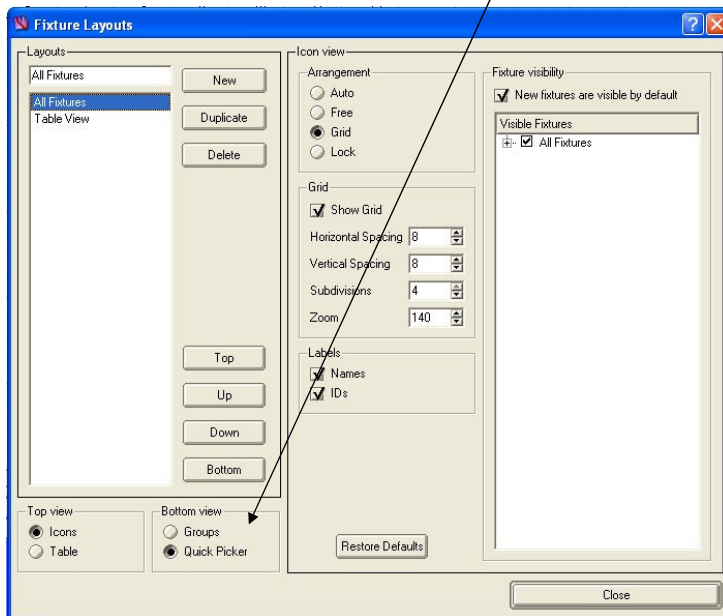 Fixture Layouts
Layouts
All Fixtures
All Fixtures
Table View
New
Duplicate
Delete
Top
Up
Down
Bottom
Top view
Icons
Table
Bottom view
Groups
Quick Picker
Icon view
Arrangement
Auto
Free
Grid
Lock
Grid
Show Grid
Horizontal Spacing 8
Vertical Spacing 8
Subdivisions 4
Zoom 140
Labels
Names
IDs
Restore Defaults
Fixture visibility
New fixtures are visible by default
Visible Fixtures
All Fixtures
Close